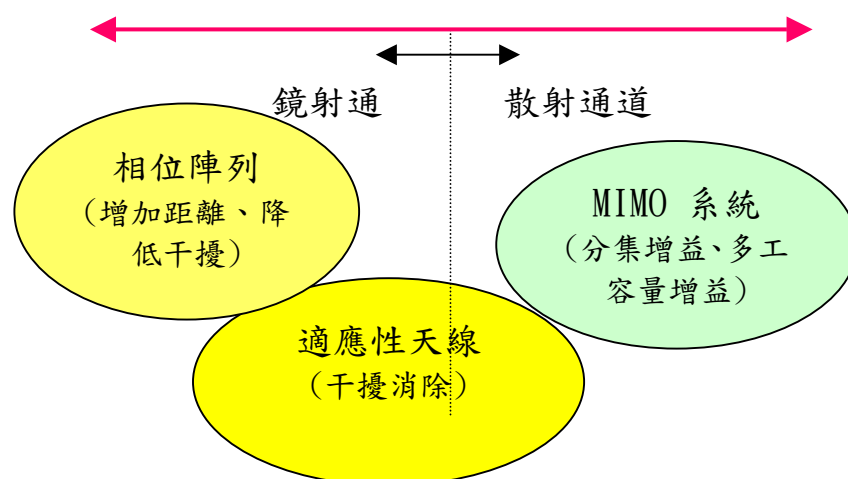 鏡射通
散射通道
相位陣列
（增加距離、降
低干擾）
MIMO 系統
（分集增益、多工
容量增益）
適應性天線
（干擾消除）